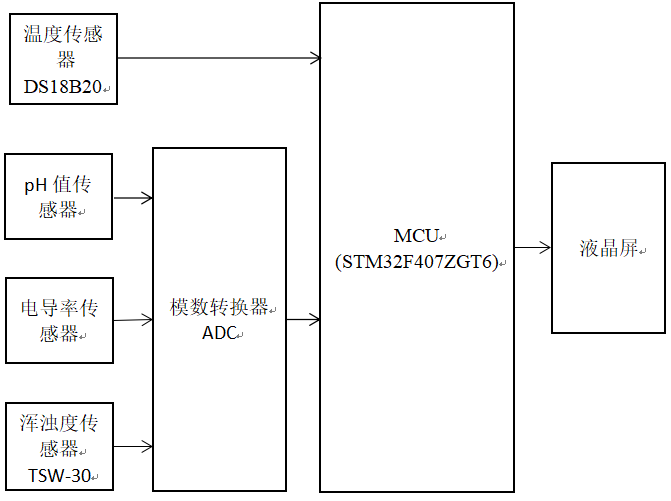 温度传感
器
DS18B20
pH 值传
感器
电导率传
感器
浑浊度传
感器
TSW-30
模数转换器
ADC
MCU
(STM32F407ZGT6)
液晶屏